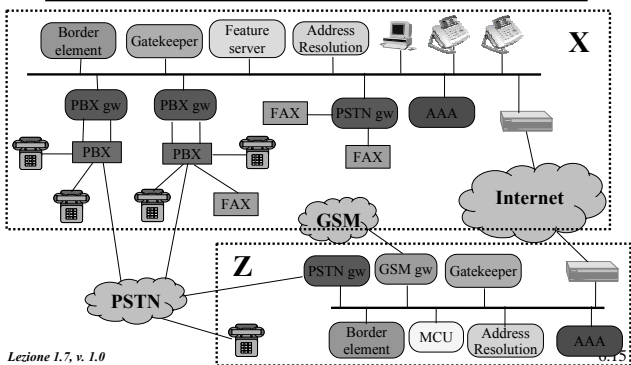 Border
element
Gatekeeper
Feature
server
Address
Resolution
X
PBX gw
PBX gw
FAX
PSTN gw
AAA
PBX
PBX
FAX
FAX
Internet
GSM
Z
PSTN gw
GSM gw
Gatekeeper
PSTN
Border
element
MCU
Address
Resolution
AAA
Lezione 1.7, v. 1.0
6.15